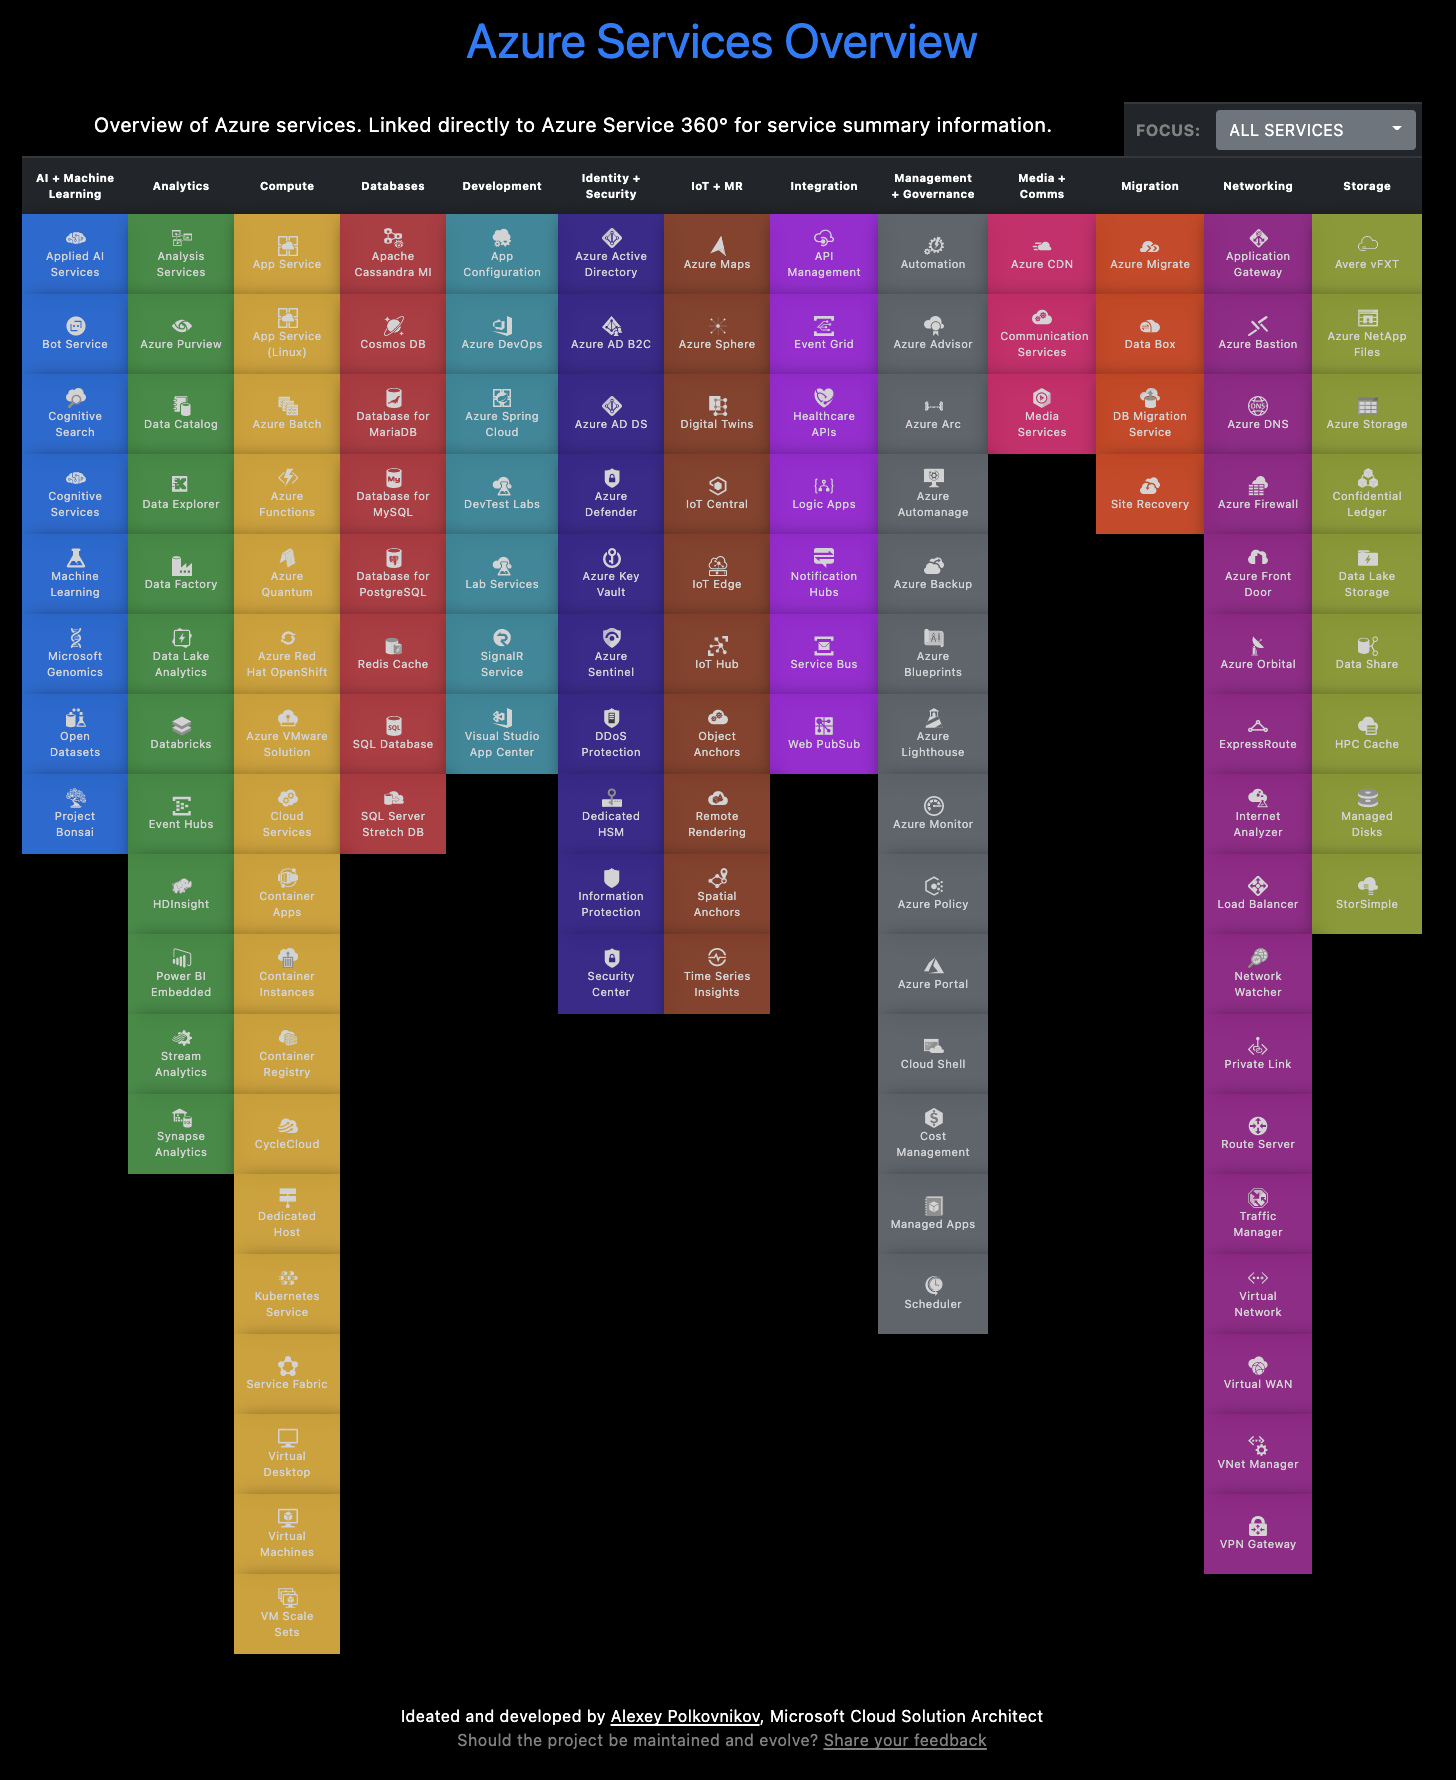 Azure Services Overview
Overview of Azure services. Linked directly to Azure Service 360° for service summary information.
FOCUS:
ALL SERVICES
AI + Machine
Learning
Analytics
Compute
Databases
Development
Identity +
Security
IoT + MR
Integration
Management
+ Governance
Media +
Comms
Migration
Networking
Storage
Applied AI
Services
Bot Service
Cognitive
Search
Cognitive
Services
Machine
Learning
Microsoft
Genomics
Open
Datasets
Project
Bonsai
Analysis
Services
Azure Purview
Data Catalog
Data Explorer
Data Factory
Data Lake
Analytics
Databricks
Event Hubs
HDInsight
Power BI
Embedded
Stream
Analytics
Synapse
Analytics
App Service
App Service
(Linux)
Azure Batch
Azure
Functions
Azure
Quantum
Azure Red
Hat OpenShift
Azure VMware
Solution
Cloud
Services
Container
Apps
Container
Instances
Container
Registry
CycleCloud
Dedicated
Host
Kubernetes
Service
Service Fabric
Virtual
Desktop
Virtual
Machines
VM Scale
Sets
Apache
Cassandra MI
Cosmos DB
Database for
MariaDB
Database for
MySQL
Database for
PostgreSQL
Redis Cache
SQL Database
SQL Server
Stretch DB
App
Configuration
Azure DevOps
Azure Spring
Cloud
DevTest Labs
Lab Services
SignalR
Service
Visual Studio
App Center
Azure Active
Directory
Azure AD B2C
Azure AD DS
Azure
Defender
Azure Key
Vault
Azure
Sentinel
DDoS
Protection
Dedicated
HSM
Information
Protection
Security
Center
Azure Maps
Azure Sphere
Digital Twins
IoT Central
IoT Edge
IoT Hub
Object
Anchors
Remote
Rendering
Spatial
Anchors
Time Series
Insights
API
Management
Event Grid
Healthcare
APIs
Logic Apps
Notification
Hubs
Service Bus
Web PubSub
Automation
Azure Advisor
Azure Arc
Azure
Automanage
Azure Backup
Azure
Blueprints
Azure
Lighthouse
Azure Monitor
Azure Policy
Azure Portal
Cloud Shell
Cost
Management
Managed Apps
Scheduler
Azure CDN
Communication
Services
Media
Services
Azure Migrate
Data Box
DB Migration
Service
Site Recovery
Application
Gateway
Azure Bastion
Azure DNS
Azure Firewall
Azure Front
Door
Azure Orbital
ExpressRoute
Internet
Analyzer
Load Balancer
Network
Watcher
Private Link
Route Server
Traffic
Manager
Virtual
Network
Virtual WAN
VNet Manager
VPN Gateway
Avere vFXT
Azure NetApp
Files
Azure Storage
Confidential
Ledger
Data Lake
Storage
Data Share
HPC Cache
Managed
Disks
StorSimple
Ideated and developed by Alexey Polkovnikov, Microsoft Cloud Solution Architect
Should the project be maintained and evolve? Share your feedback